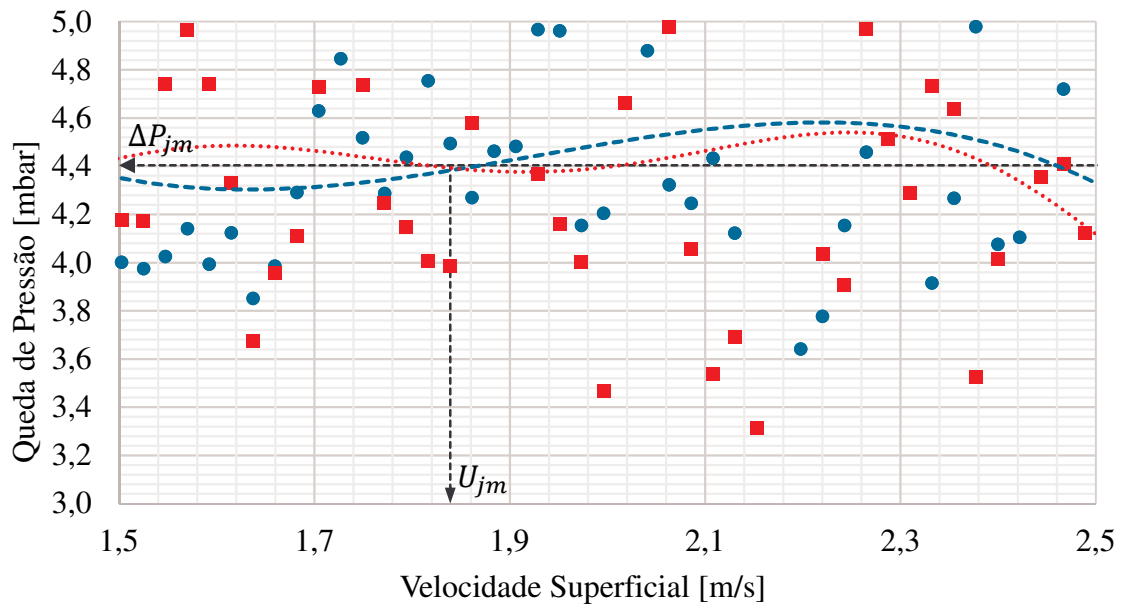 5,0
4,8
4,6
4,4
4,2
4,0
3,8
3,6
3,4
3,2
3,0
Queda de Pressão [mbar]
ΔP_jm
U_jm
1,5 1,7 1,9 2,1 2,3 2,5
Velocidade Superficial [m/s]